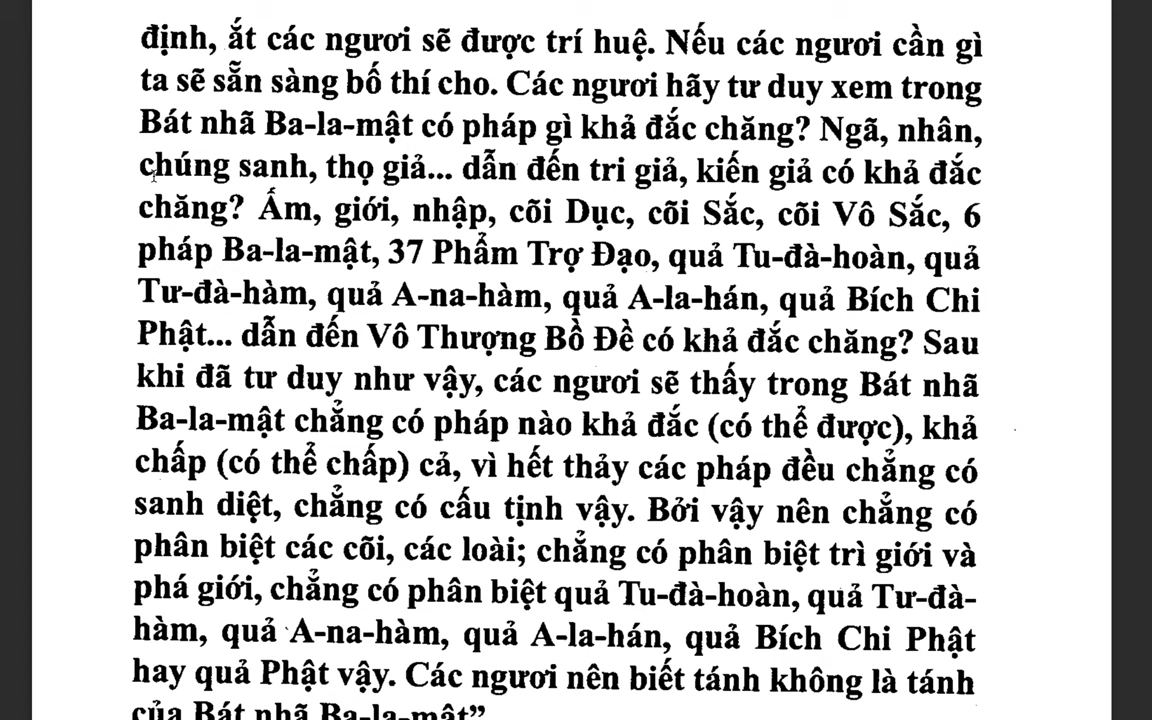 định, ắt các ngươi sẽ được trí huệ. Nếu các ngươi cần gì
ta sẽ sẵn sàng bố thí cho. Các ngươi hãy tư duy xem trong
Bát nhã Ba-la-mật có pháp gì khả đắc chăng? Ngã, nhân,
chúng sanh, thọ giả... dẫn đến tri giả, kiến giả có khả đắc
chăng? Ấm, giới, nhập, cõi Dục, cõi Sắc, cõi Vô Sắc, 6
pháp Ba-la-mật, 37 Phẩm Trợ Đạo, quả Tu-đà-hoàn, quả
Tư-đà-hàm, quả A-na-hàm, quả A-la-hán, quả Bích Chi
Phật... dẫn đến Vô Thượng Bồ Đề có khả đắc chăng? Sau
khi đã tư duy như vậy, các ngươi sẽ thấy trong Bát nhã
Ba-la-mật chẳng có pháp nào khả đắc (có thể được), khả
chấp (có thể chấp) cả, vì hết thảy các pháp đều chẳng có
sanh diệt, chẳng có cấu tịnh vậy. Bởi vậy nên chẳng có
phân biệt các cõi, các loài; chẳng có phân biệt trì giới và
phá giới, chẳng có phân biệt quả Tu-đà-hoàn, quả Tư-đà-
hàm, quả A-na-hàm, quả A-la-hán, quả Bích Chi Phật
hay quả Phật vậy. Các ngươi nên biết tánh không là tánh
của Bát nhã Ba-la-mật”